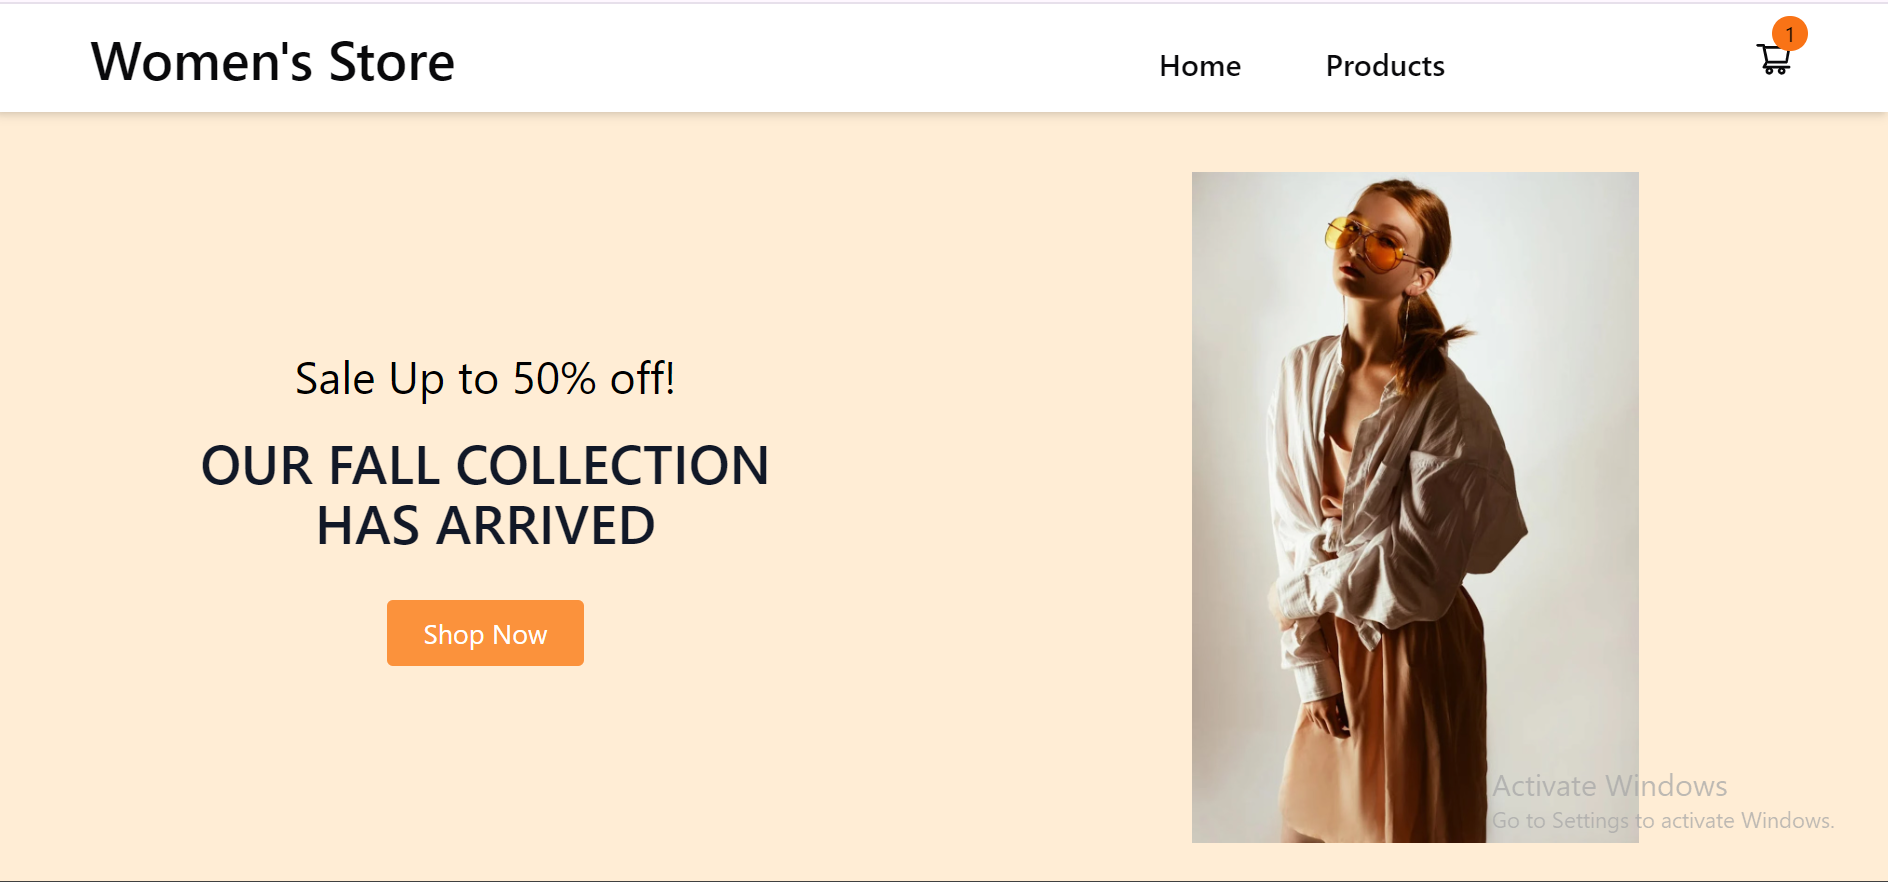 Women's Store
Home
Products
1
Sale Up to 50% off!
OUR FALL COLLECTION
HAS ARRIVED
Shop Now
Activate Windows
Go to Settings to activate Windows.